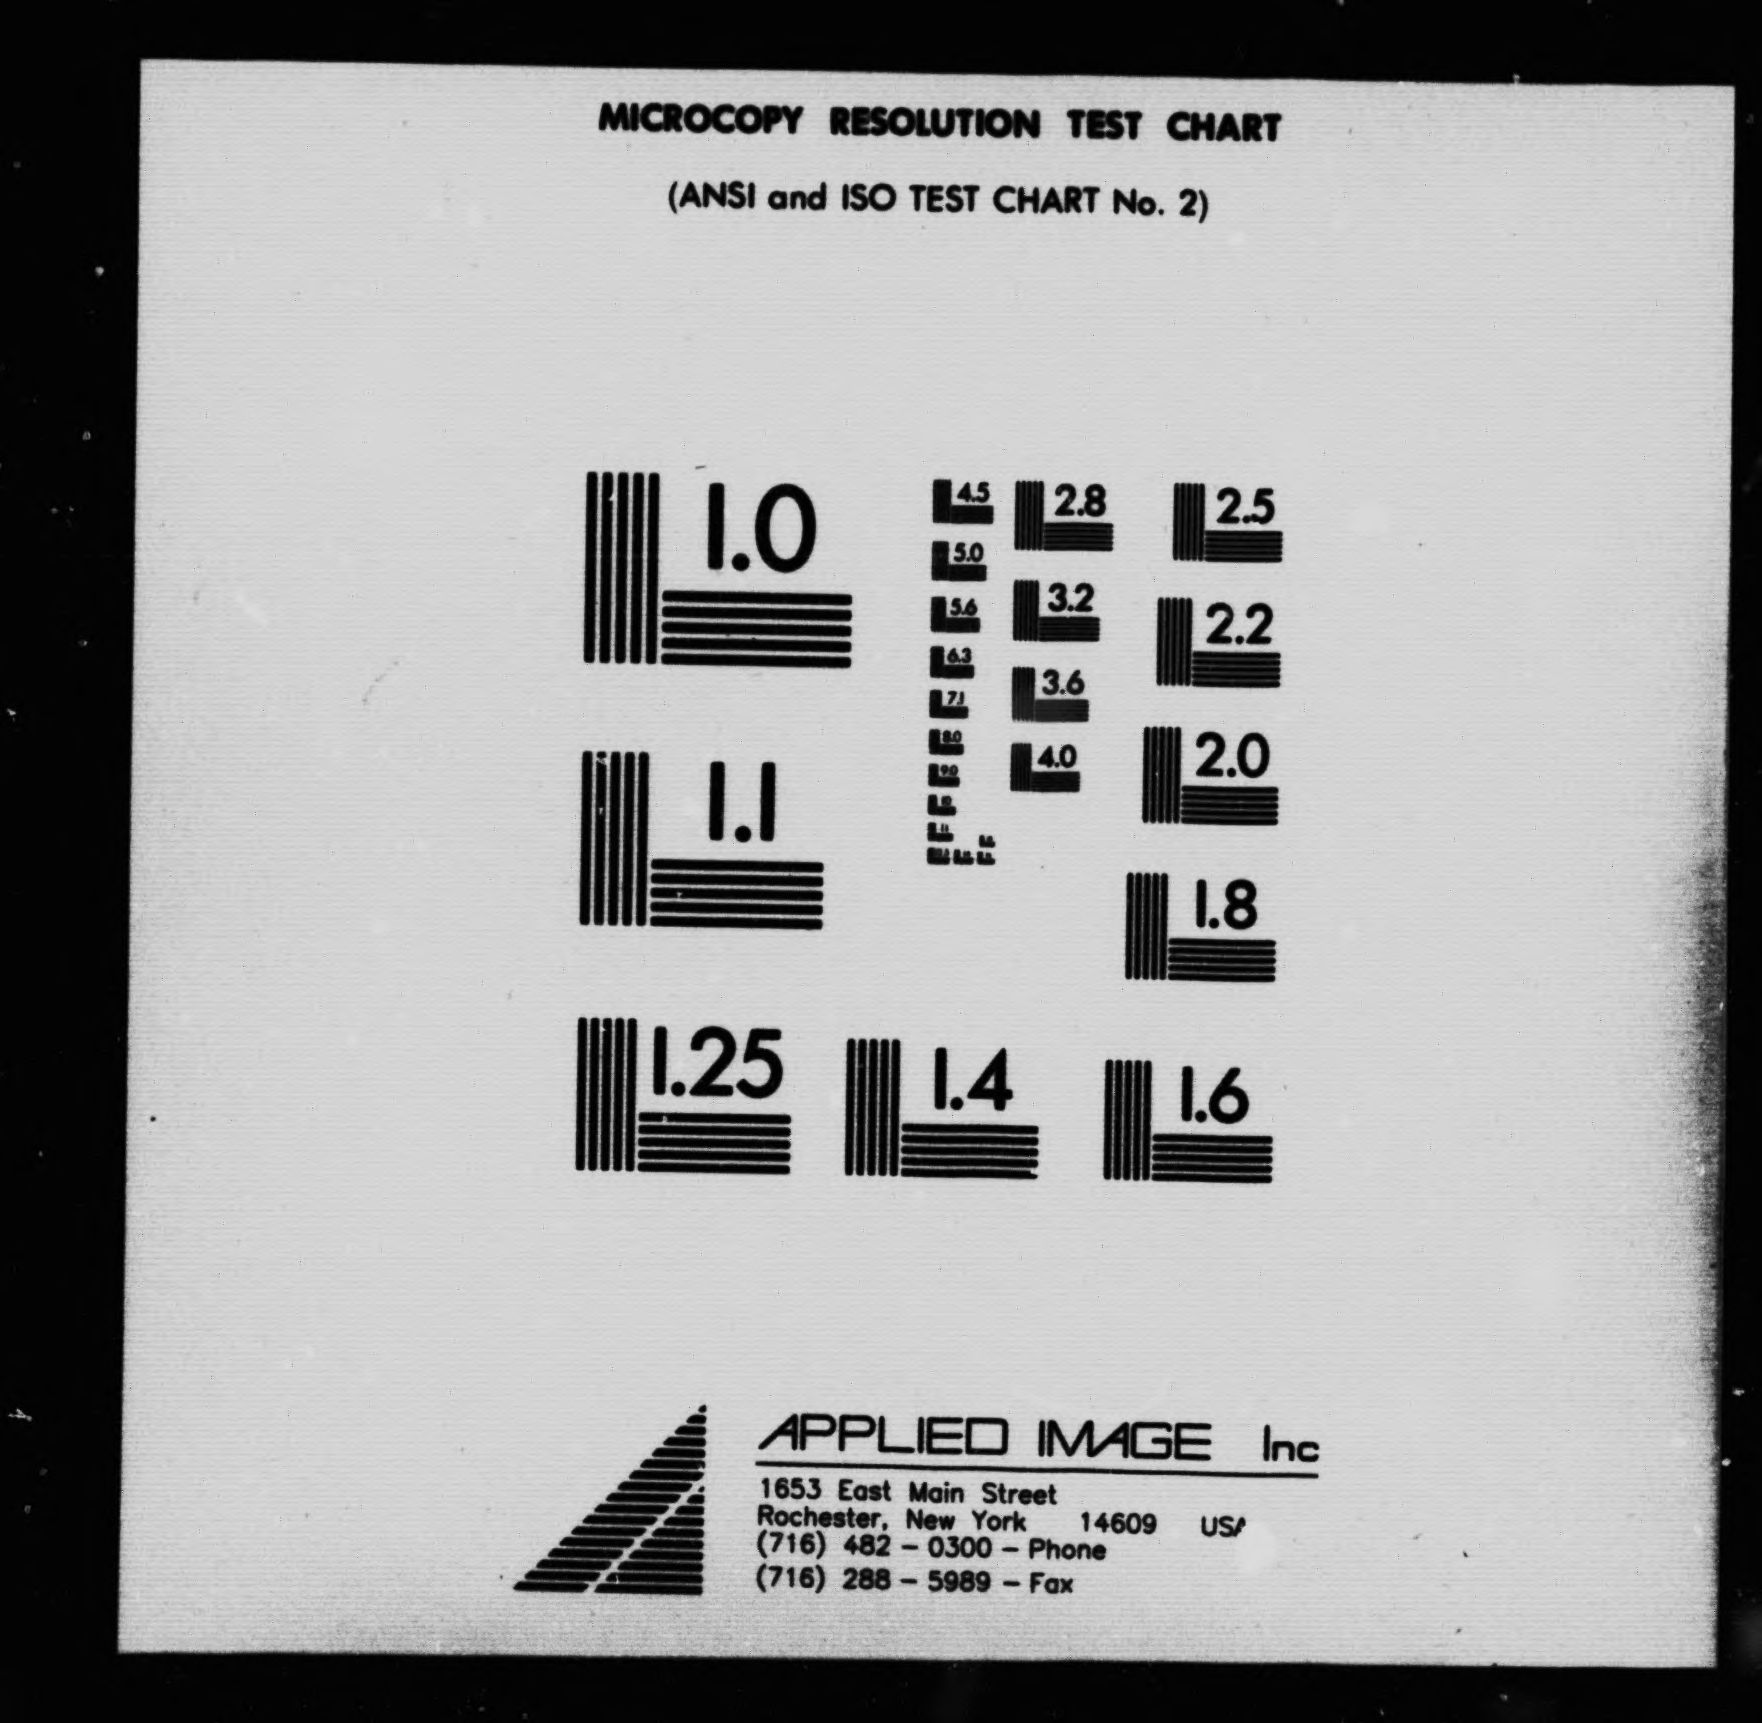 MICROCOPY RESOLUTION TEST CHART
(ANSI and ISO TEST CHART No. 2)
1.0
4.5
2.8
2.5
5.0
5.6
3.2
2.2
6.3
3.6
7.1
8.0
4.0
2.0
9.0
1.1
1.8
1.25
1.4
1.6
APPLIED IMAGE Inc
1653 East Main Street
Rochester, New York 14609 USA
(716) 482 - 0300 - Phone
(716) 288 - 5989 - Fax